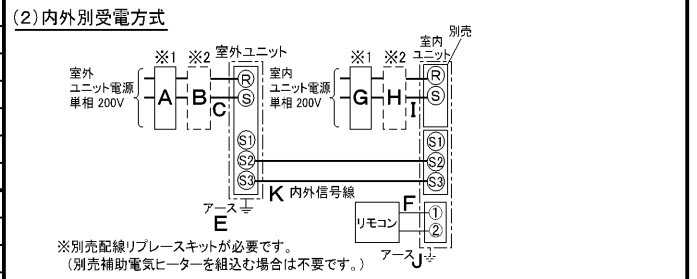 (2)内外別受電方式
別売
※1 ※2 室外ユニット
※1 ※2 室内ユニット
室外
ユニット電源
単相 200V
A B C
R
S
S1
S2
S3
室内
ユニット電源
単相 200V
G H I
R
S
S1
S2
S3
K 内外信号線
アース
E
リモコン
F
①
②
アース J
※別売配線リプレースキットが必要です。
(別売補助電気ヒーターを組込む場合は不要です。)